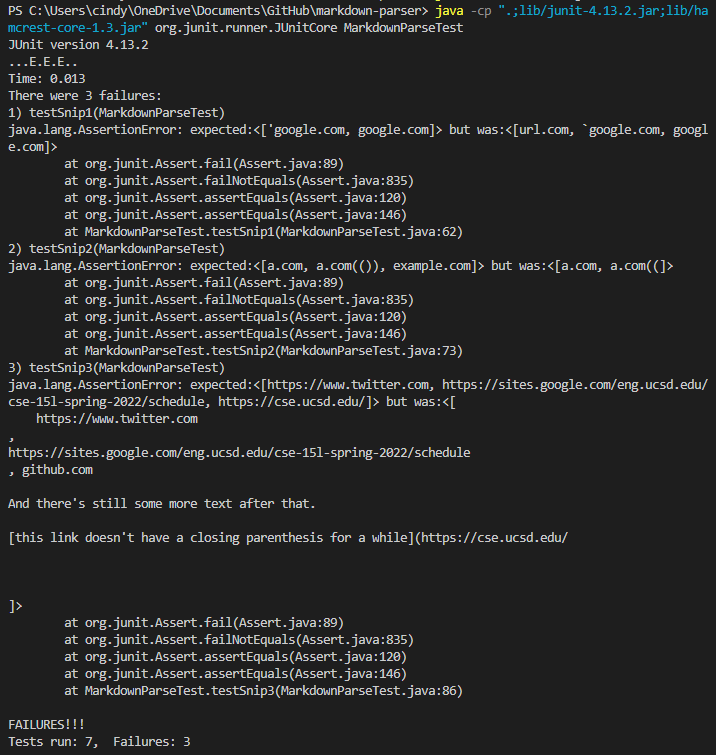 PS C:\Users\cindy\OneDrive\Documents\GitHub\markdown-parser> java -cp ".;lib/junit-4.13.2.jar;lib/ha
mcrest-core-1.3.jar" org.junit.runner.JUnitCore MarkdownParseTest
JUnit version 4.13.2
...E.E.E..
Time: 0.013
There were 3 failures:
1) testSnip1(MarkdownParseTest)
java.lang.AssertionError: expected:<['google.com, google.com]> but was:<[url.com, `google.com, googl
e.com]>
        at org.junit.Assert.fail(Assert.java:89)
        at org.junit.Assert.failNotEquals(Assert.java:835)
        at org.junit.Assert.assertEquals(Assert.java:120)
        at org.junit.Assert.assertEquals(Assert.java:146)
        at MarkdownParseTest.testSnip1(MarkdownParseTest.java:62)
2) testSnip2(MarkdownParseTest)
java.lang.AssertionError: expected:<[a.com, a.com(()), example.com]> but was:<[a.com, a.com((]>
        at org.junit.Assert.fail(Assert.java:89)
        at org.junit.Assert.failNotEquals(Assert.java:835)
        at org.junit.Assert.assertEquals(Assert.java:120)
        at org.junit.Assert.assertEquals(Assert.java:146)
        at MarkdownParseTest.testSnip2(MarkdownParseTest.java:73)
3) testSnip3(MarkdownParseTest)
java.lang.AssertionError: expected:<[https://www.twitter.com, https://sites.google.com/eng.ucsd.edu/
cse-15l-spring-2022/schedule, https://cse.ucsd.edu/]> but was:<[
    https://www.twitter.com
,
https://sites.google.com/eng.ucsd.edu/cse-15l-spring-2022/schedule
, github.com

And there's still some more text after that.

[this link doesn't have a closing parenthesis for a while](https://cse.ucsd.edu/



]>
        at org.junit.Assert.fail(Assert.java:89)
        at org.junit.Assert.failNotEquals(Assert.java:835)
        at org.junit.Assert.assertEquals(Assert.java:120)
        at org.junit.Assert.assertEquals(Assert.java:146)
        at MarkdownParseTest.testSnip3(MarkdownParseTest.java:86)

FAILURES!!!
Tests run: 7,  Failures: 3